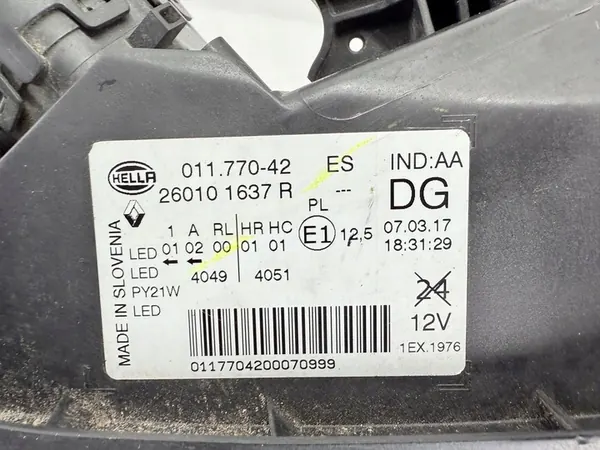 HELLA 011.770-42 ES IND:AA
26010 1637 R --- DG
PL
1 A RL HR HC E1 12,5 07.03.17
LED 01 02 00 01 01 18:31:29
LED 4049 4051
PY21W 24
LED 12V
MADE IN SLOVENIA
1EX.1976
0117704200070999